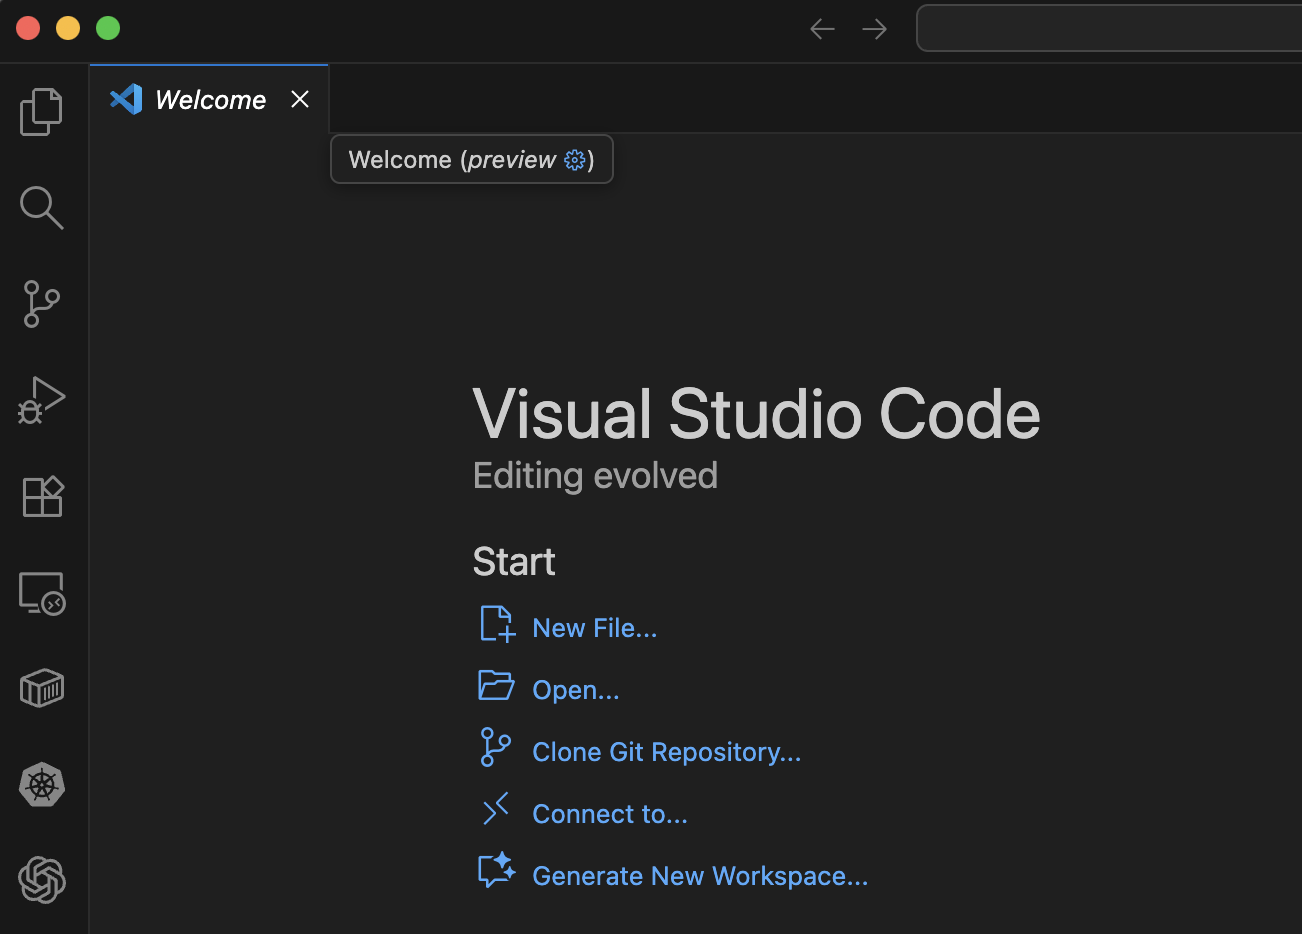 Welcome
Welcome (preview)
Visual Studio Code
Editing evolved
Start
New File...
Open...
Clone Git Repository...
Connect to...
Generate New Workspace...